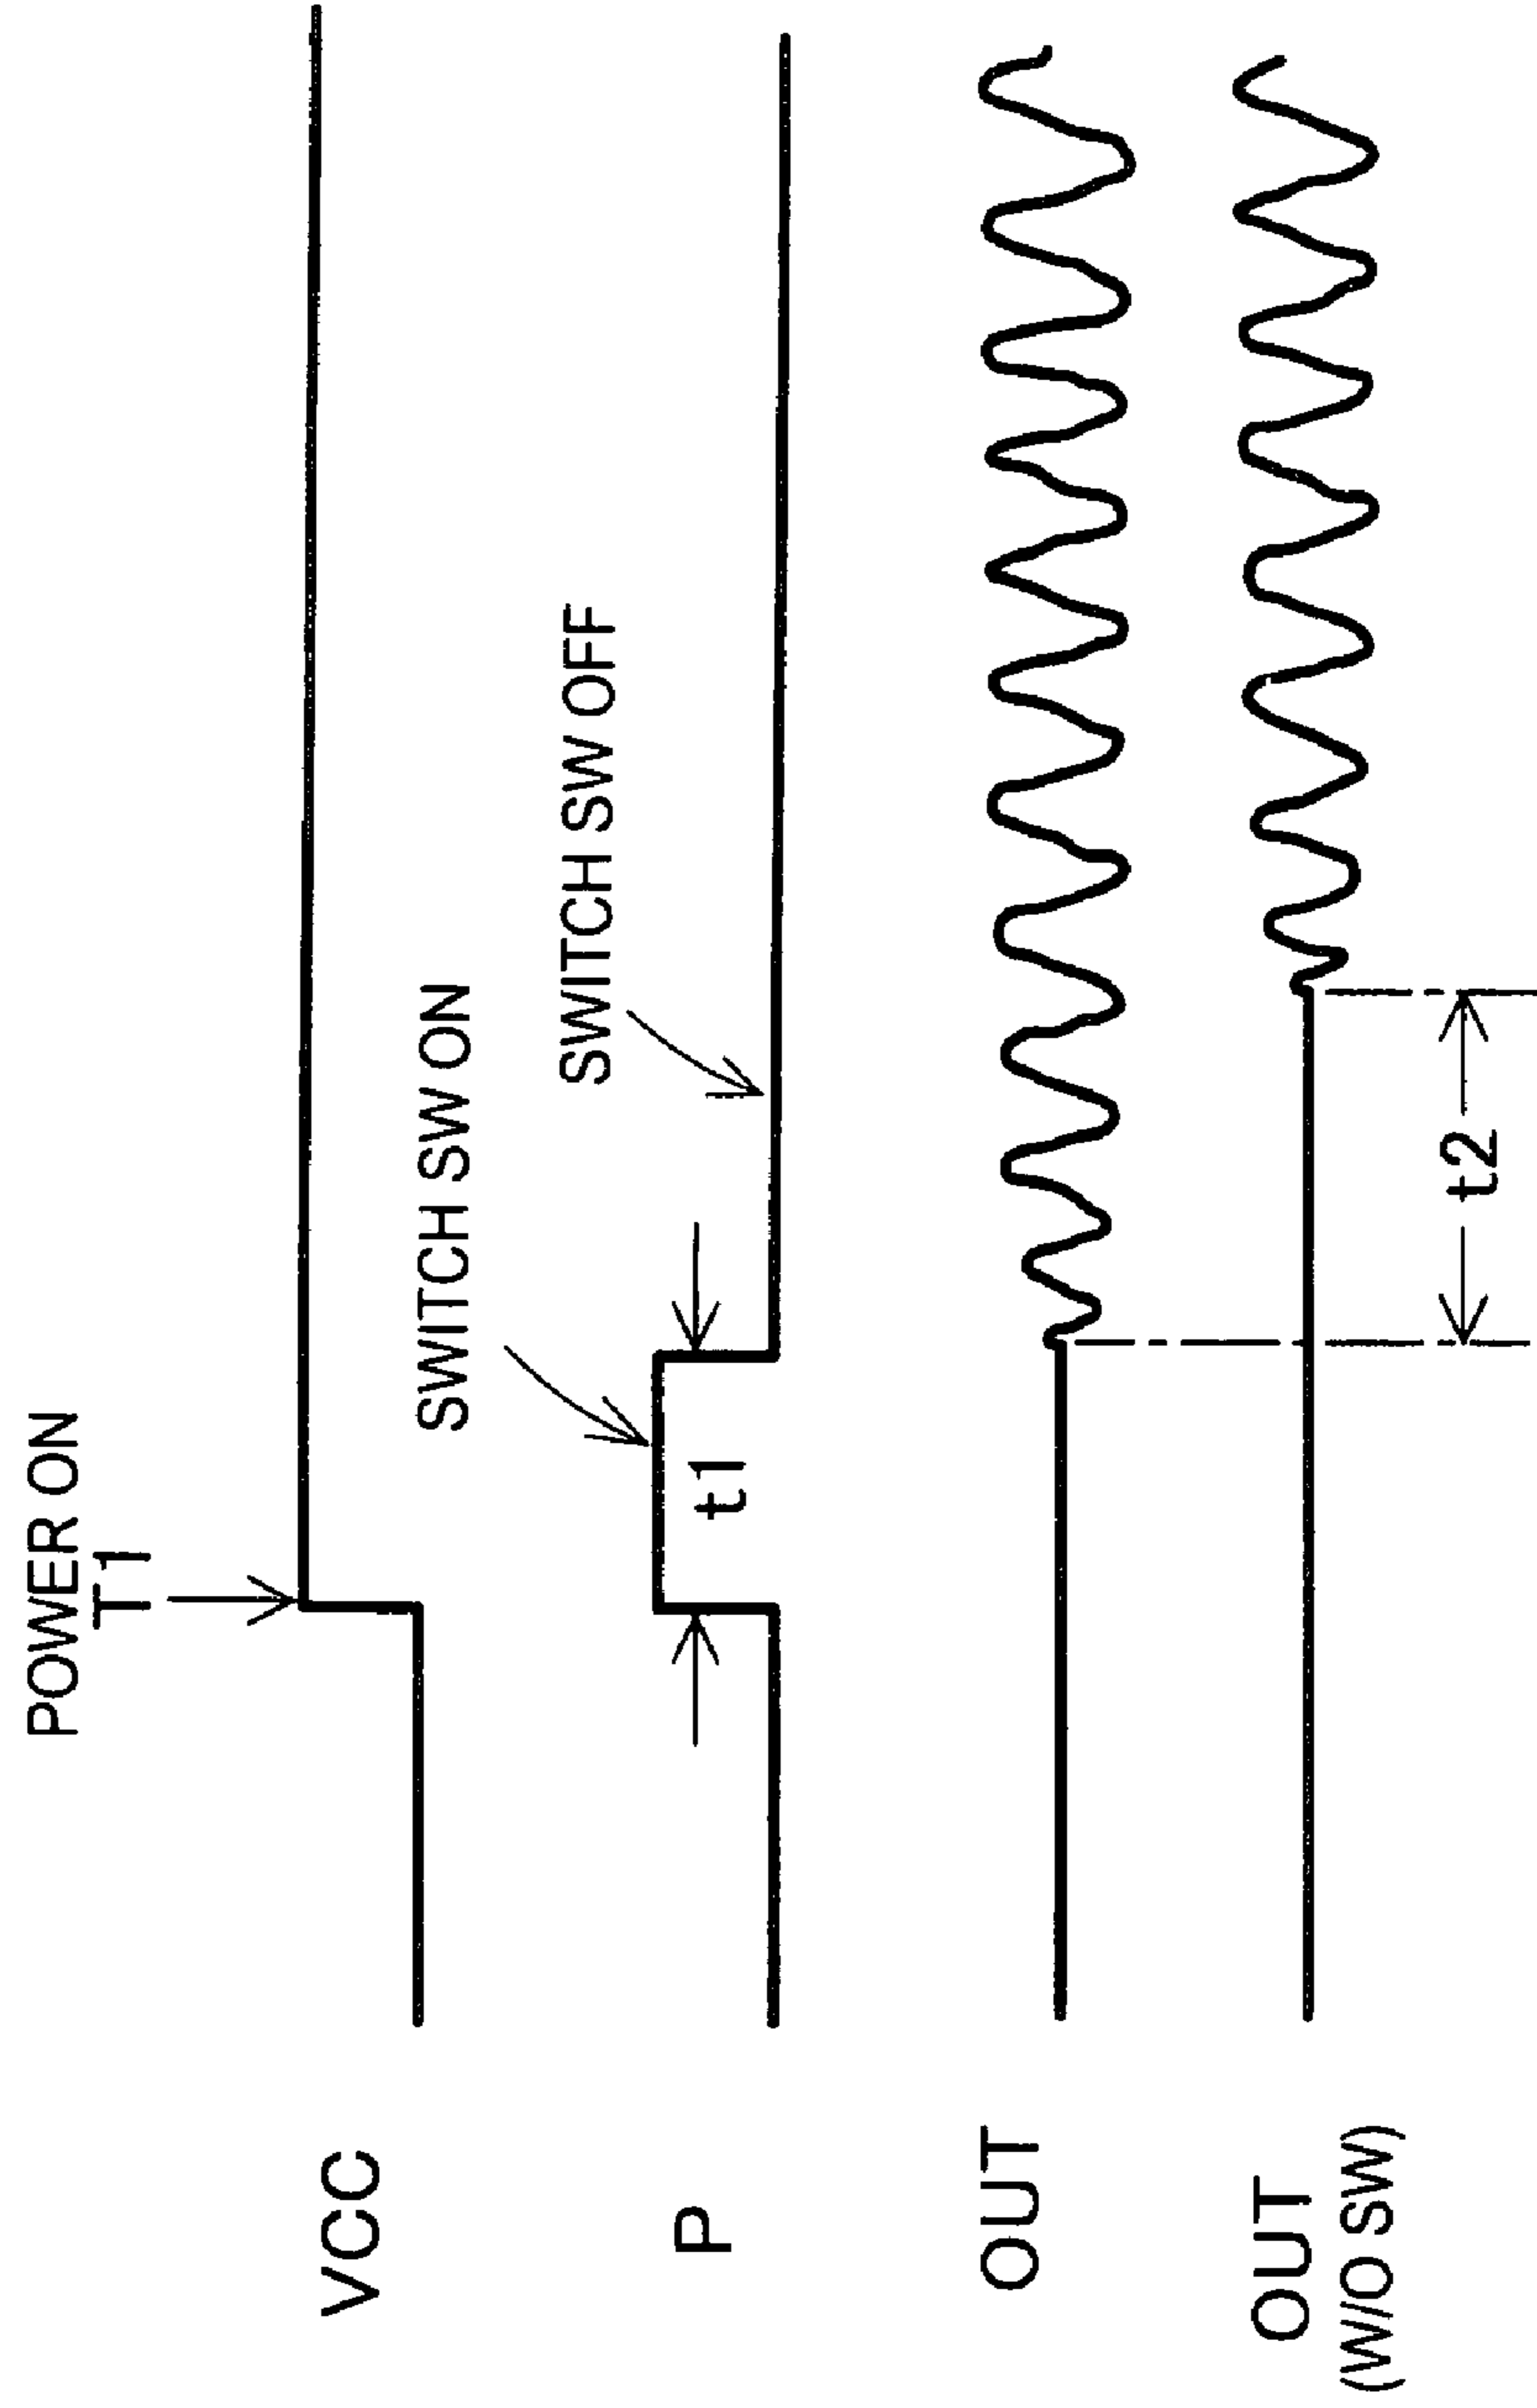 POWER ON
T1
VCC
SWITCH SW ON
SWITCH SW OFF
P
t1
OUT
OUT
(W/O SW)
t2